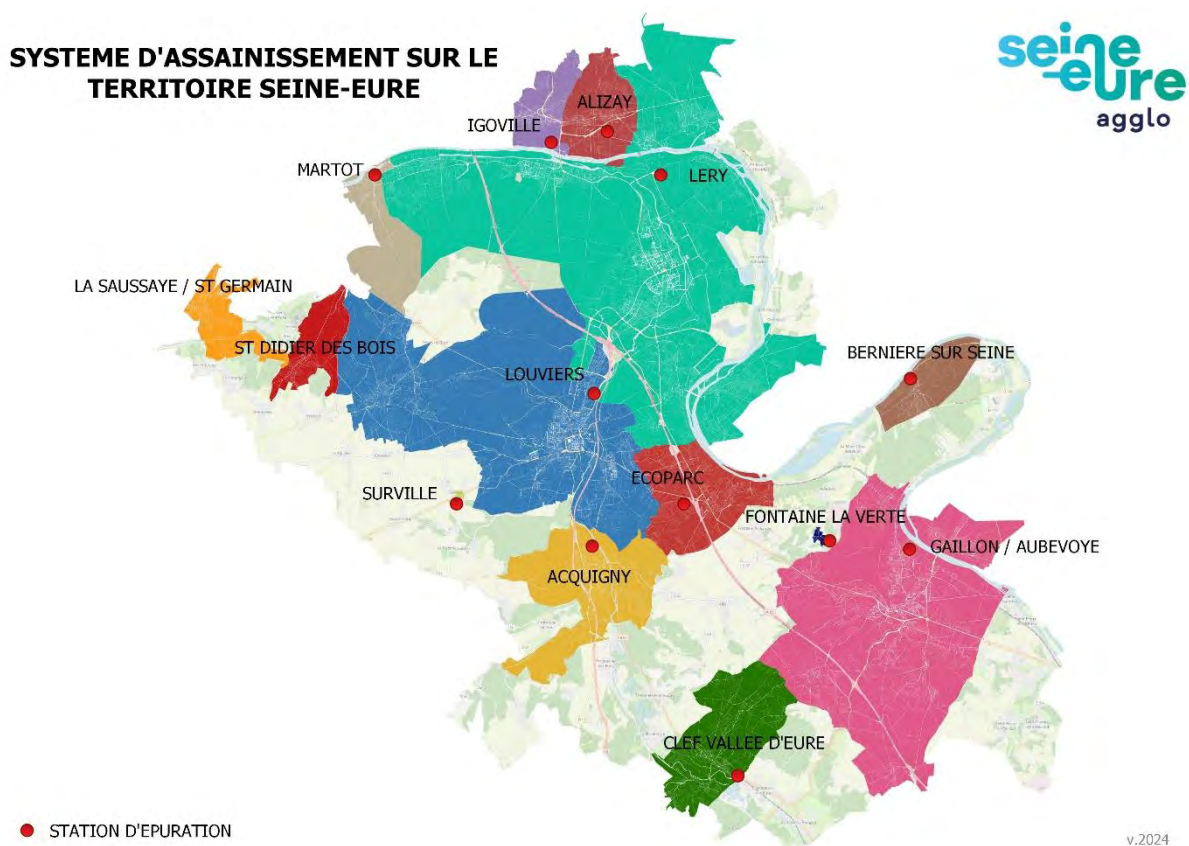 SYSTEME D'ASSAINISSEMENT SUR LE
TERRITOIRE SEINE-EURE
seine
-eure
agglo
ALIZAY
IGOVILLE
MARTOT
LERY
LA SAUSSAYE / ST GERMAIN
ST DIDIER DES BOIS
BERNIERE SUR SEINE
LOUVIERS
ECOPARC
SURVILLE
FONTAINE LA VERTE
GAILLON / AUBEVOYE
ACQUIGNY
CLEF VALLEE D'EURE
STATION D'EPURATION
v.2024